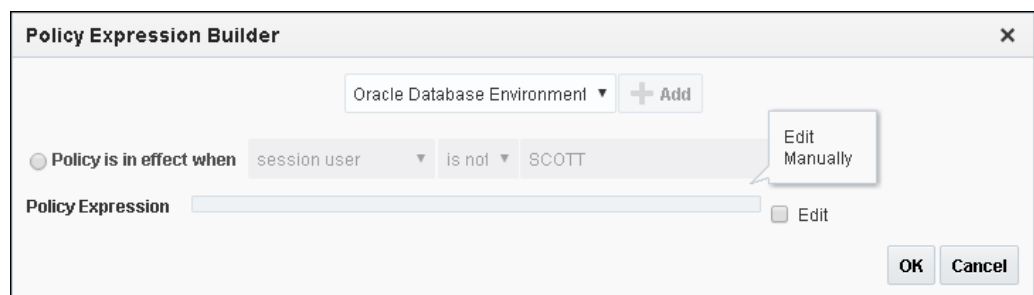 Policy Expression Builder
Oracle Database Environment
Add
Policy is in effect when
session user
is not
SCOTT
Edit
Manually
Policy Expression
Edit
OK
Cancel